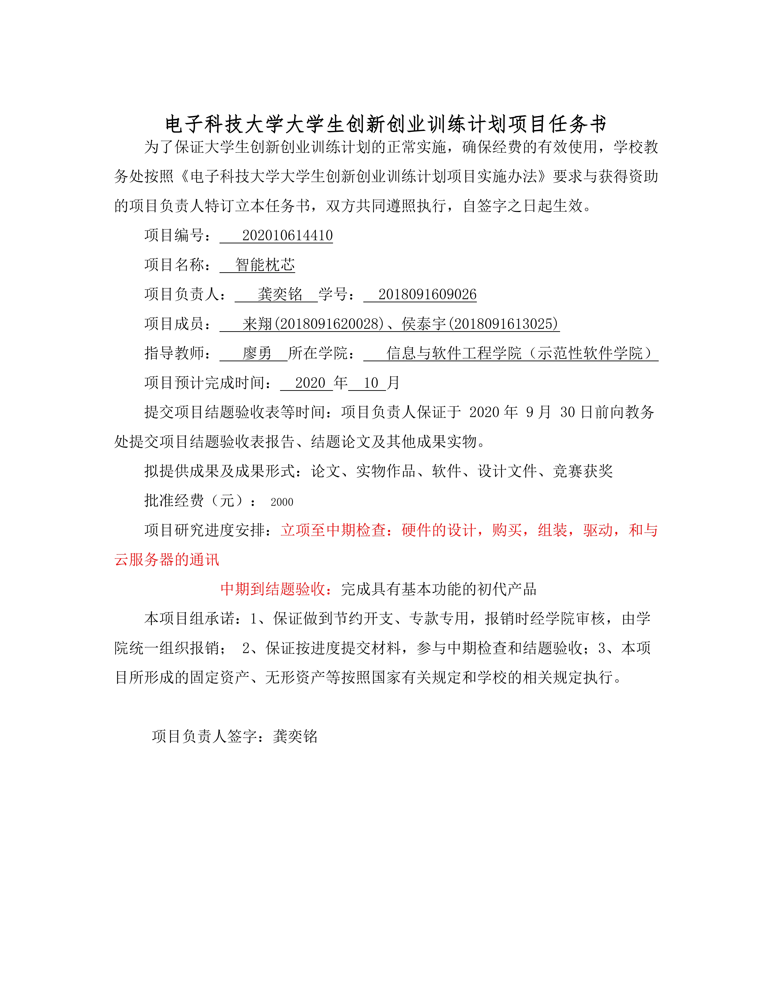 电子科技大学大学生创新创业训练计划项目任务书
为了保证大学生创新创业训练计划的正常实施，确保经费的有效使用，学校教
务处按照《电子科技大学大学生创新创业训练计划项目实施办法》要求与获得资助
的项目负责人特订立本任务书，双方共同遵照执行，自签字之日起生效。
项目编号： 202010614410
项目名称： 智能枕芯
项目负责人： 龚奕铭 学号： 2018091609026
项目成员： 来翔(2018091620028)、侯泰宇(2018091613025)
指导教师： 廖勇 所在学院： 信息与软件工程学院（示范性软件学院）
项目预计完成时间： 2020 年 10 月
提交项目结题验收表等时间：项目负责人保证于 2020 年 9 月 30 日前向教务
处提交项目结题验收表报告、结题论文及其他成果实物。
拟提供成果及成果形式：论文、实物作品、软件、设计文件、竞赛获奖
批准经费（元）： 2000
项目研究进度安排：立项至中期检查：硬件的设计，购买，组装，驱动，和与
云服务器的通讯
中期到结题验收：完成具有基本功能的初代产品
本项目组承诺：1、保证做到节约开支、专款专用，报销时经学院审核，由学
院统一组织报销； 2、保证按进度提交材料，参与中期检查和结题验收；3、本项
目所形成的固定资产、无形资产等按照国家有关规定和学校的相关规定执行。
项目负责人签字：龚奕铭